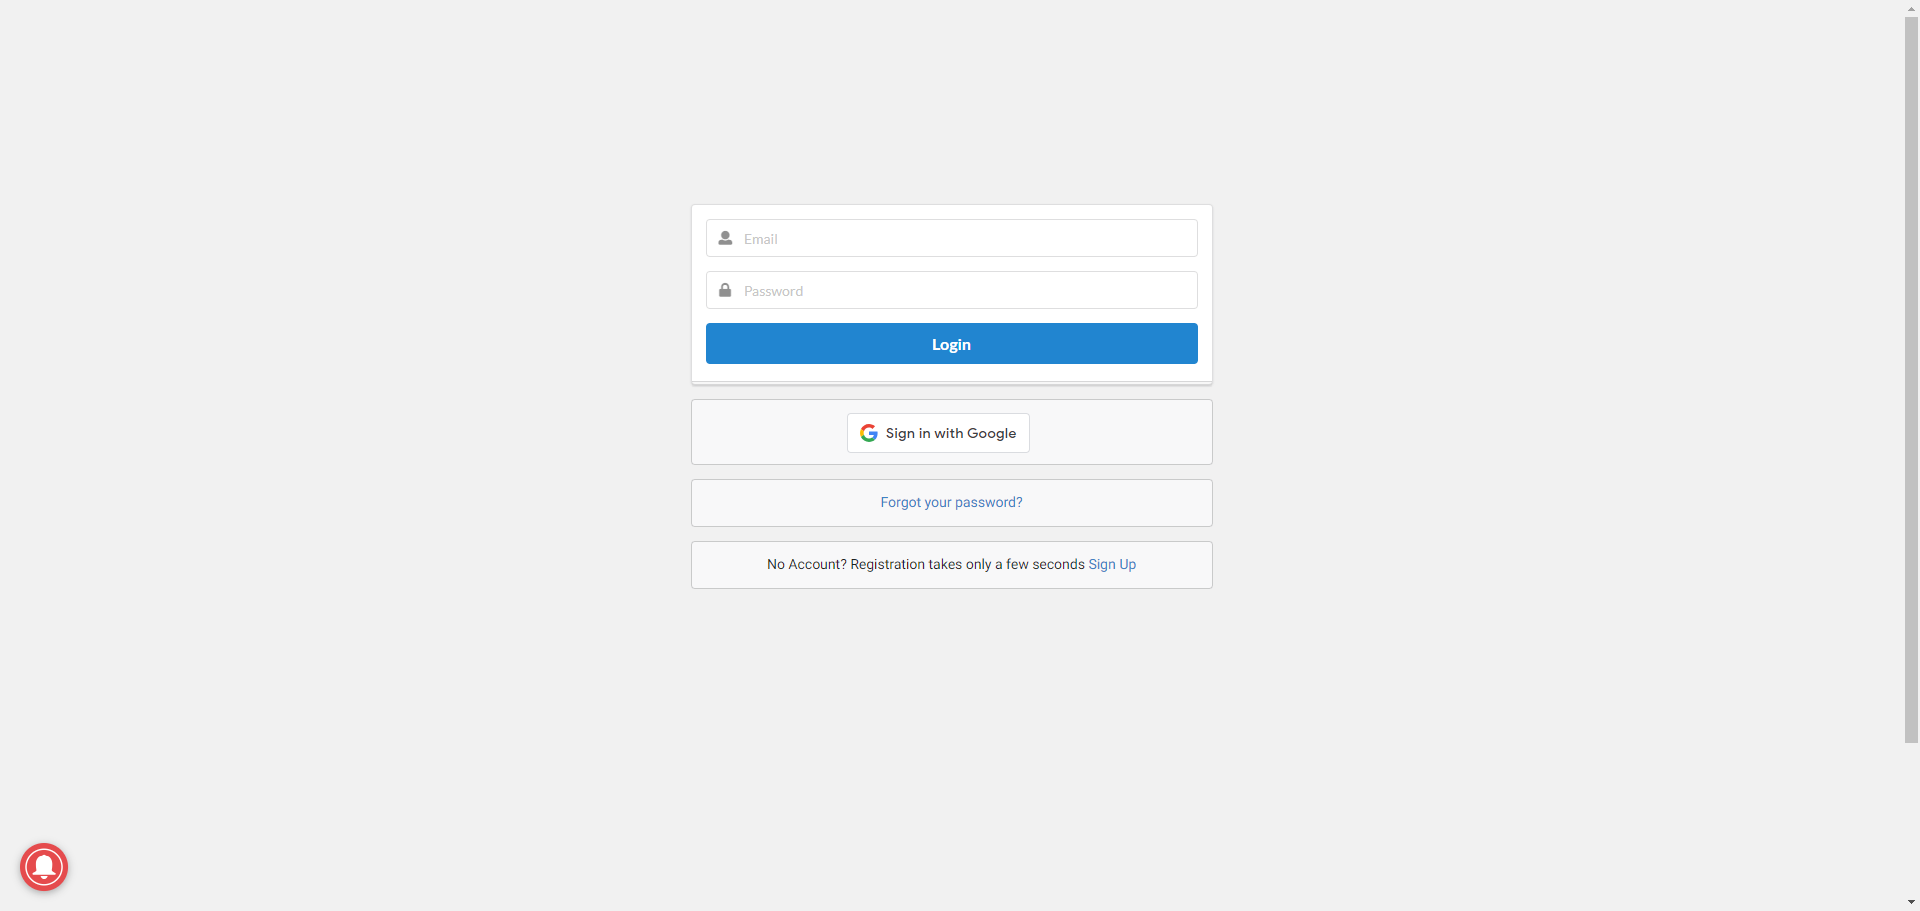 Email
Password
Login
Sign in with Google
Forgot your password?
No Account? Registration takes only a few seconds Sign Up